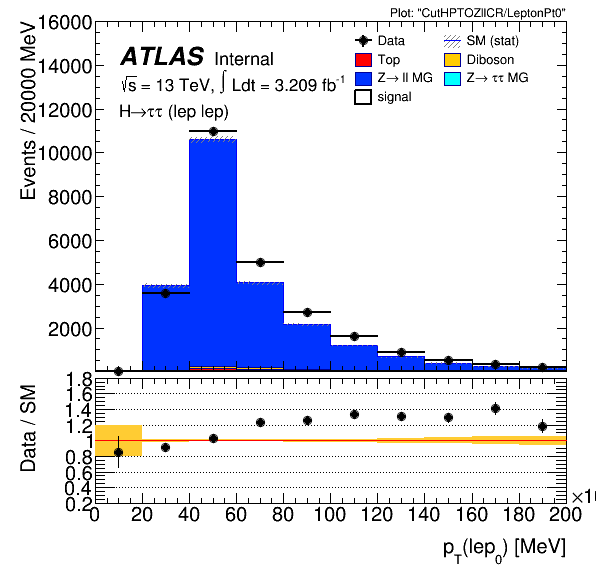 Plot: "CutHPTOZllCR/LeptonPt0"
Events / 20000 MeV
16000
14000
12000
10000
8000
6000
4000
2000
ATLAS Internal
√s = 13 TeV, ∫ Ldt = 3.209 fb⁻¹
H→ττ (lep lep)
Data
SM (stat)
Top
Diboson
Z→ ll MG
Z→ ττ MG
signal
Data / SM
1.8
1.8
1.6
1.4
1.2
1
0.8
0.6
0.4
0.2
0 20 40 60 80 100 120 140 160 180 200
p_T(lep_0) [MeV]